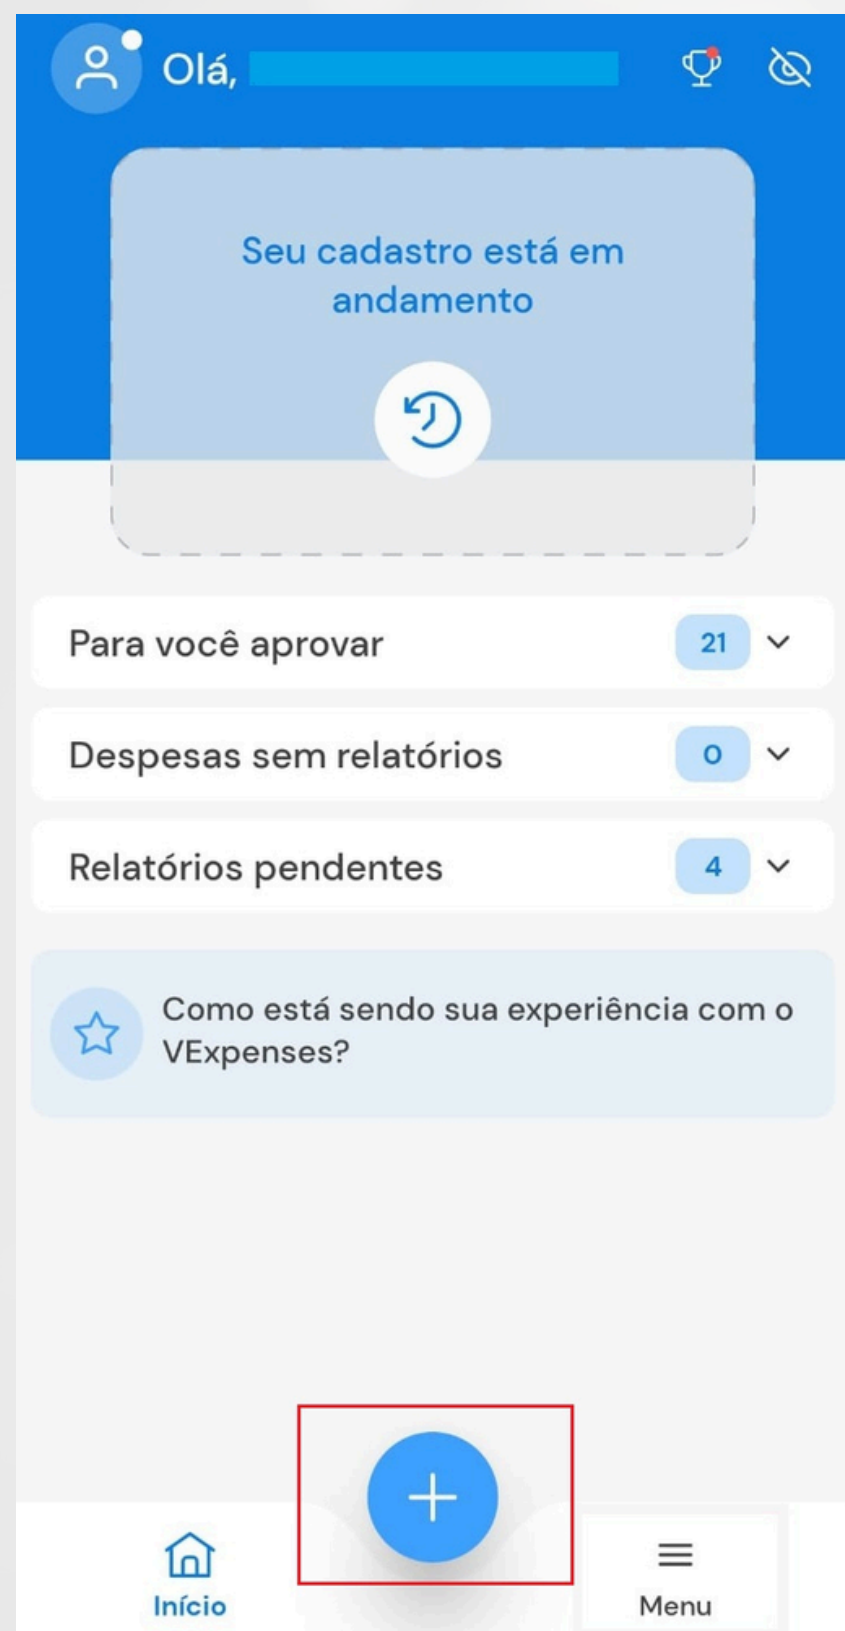 Olá,
Seu cadastro está em
andamento
Para você aprovar 21
Despesas sem relatórios 0
Relatórios pendentes 4
Como está sendo sua experiência com o
VExpenses?
Início
Menu